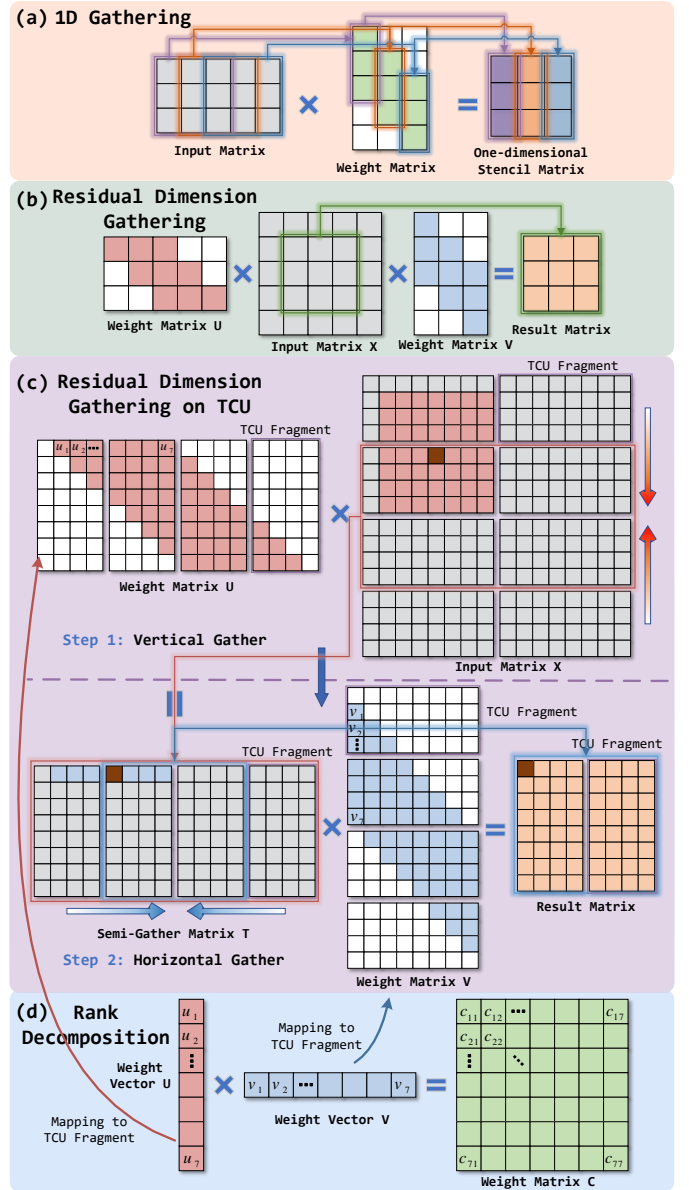 (a) 1D Gathering
Input Matrix
Weight Matrix
One-dimensional
Stencil Matrix
(b) Residual Dimension
Gathering
Weight Matrix U
Input Matrix X
Weight Matrix V
Result Matrix
(c) Residual Dimension
Gathering on TCU
TCU Fragment
TCU Fragment
u1 u2 ••• u7
Weight Matrix U
Step 1: Vertical Gather
Input Matrix X
v1
v2
⋮
v7
TCU Fragment
TCU Fragment
TCU Fragment
Semi-Gather Matrix T
Result Matrix
Step 2: Horizontal Gather
Weight Matrix V
(d) Rank
Decomposition
u1
u2
⋮
u7
Weight
Vector U
Mapping to
TCU Fragment
Mapping to
TCU Fragment
v1 v2 ••• v7
Weight Vector V
c11 c12 ••• c17
c21 c22
⋮ ⋱
c71 c77
Weight Matrix C